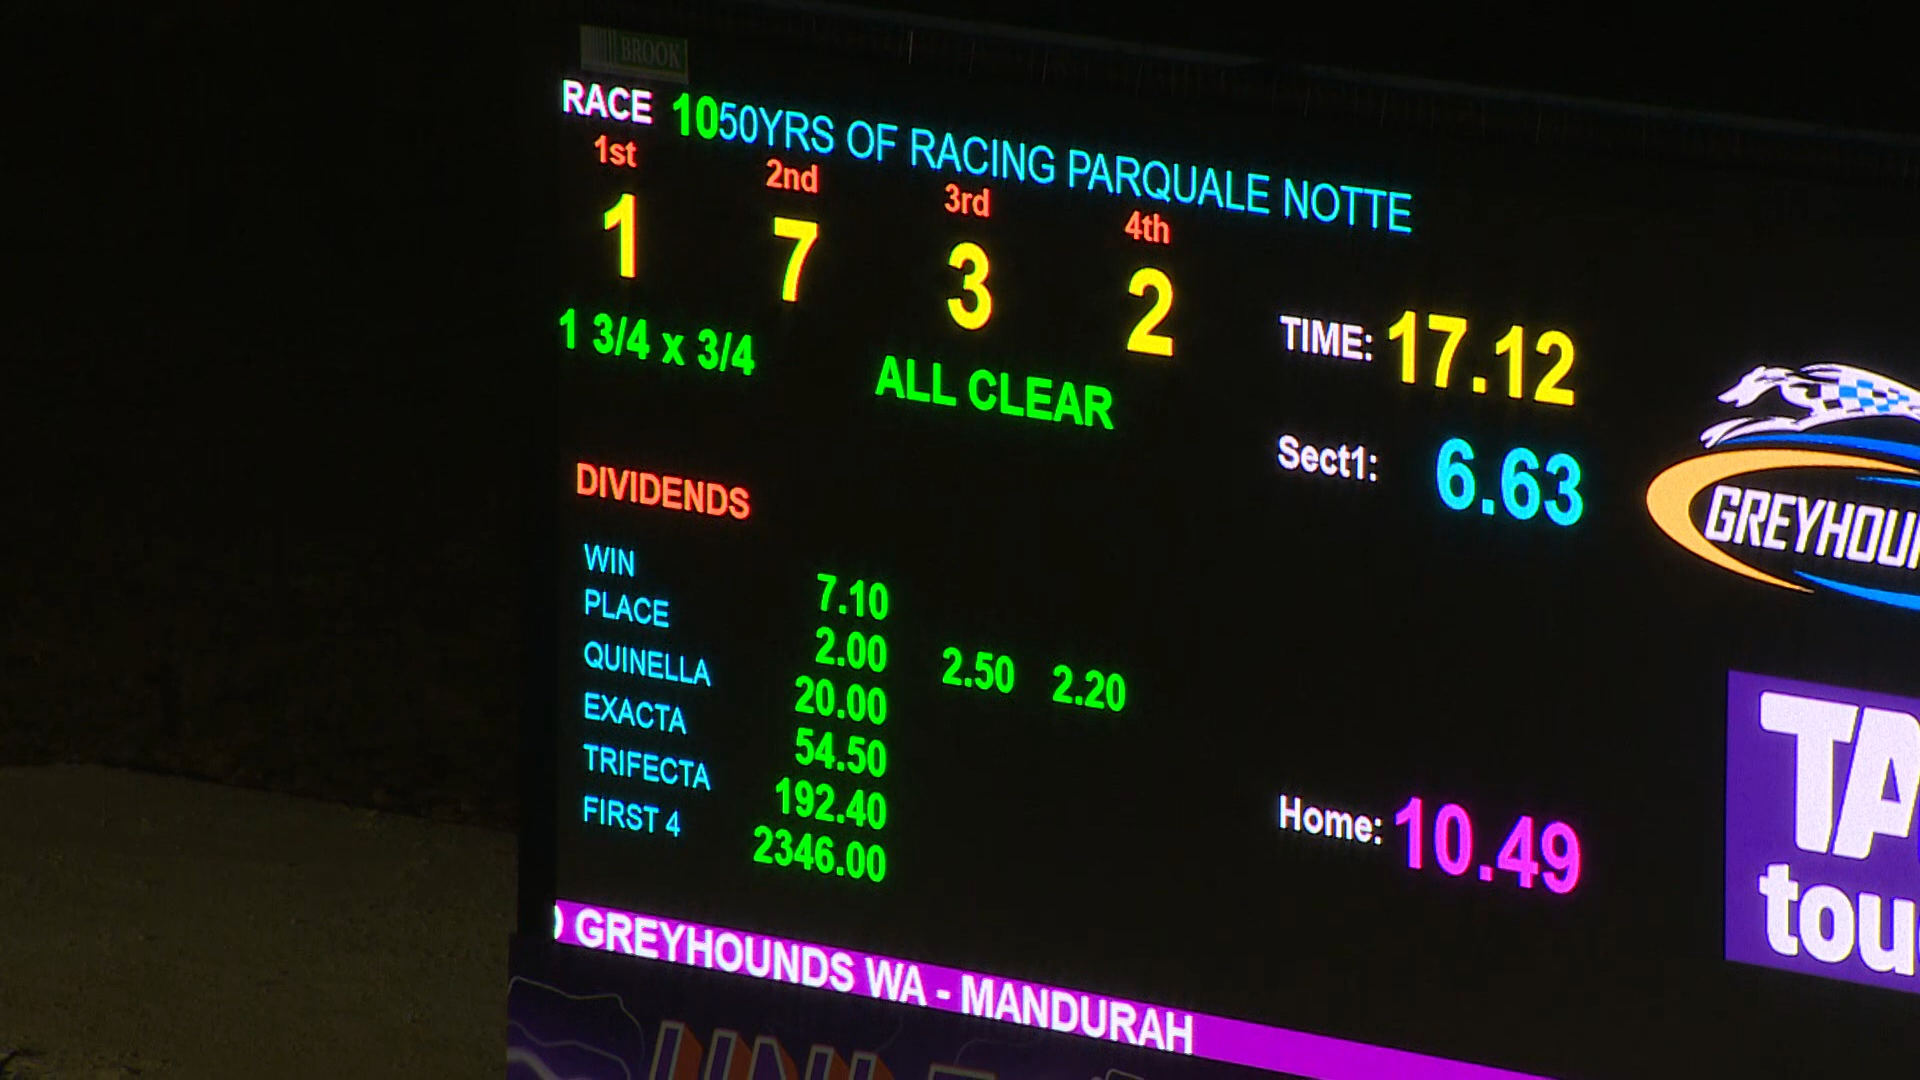 BROOK
RACE 10 50YRS OF RACING PARQUALE NOTTE
1st 2nd 3rd 4th
1 7 3 2
1 3/4 x 3/4
ALL CLEAR
TIME: 17.12
Sect1: 6.63
DIVIDENDS
WIN 7.10
PLACE 2.00 2.50 2.20
QUINELLA 20.00
EXACTA 54.50
TRIFECTA 192.40
FIRST 4 2346.00
Home: 10.49
GREYHOUN
TA
tou
GREYHOUNDS WA - MANDURAH